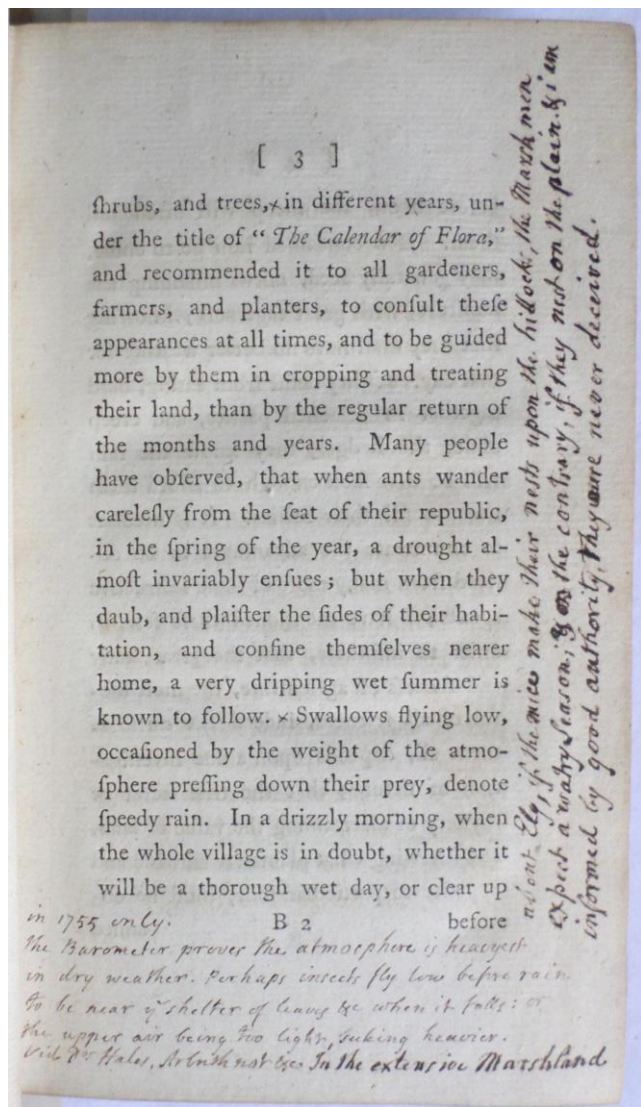 [ 3 ]
ſhrubs, and trees,× in different years, un-
der the title of “ The Calendar of Flora,”
and recommended it to all gardeners,
farmers, and planters, to conſult theſe
appearances at all times, and to be guided
more by them in cropping and treating
their land, than by the regular return of
the months and years. Many people
have obſerved, that when ants wander
careleſly from the ſeat of their republic,
in the ſpring of the year, a drought al-
moſt invariably enſues ; but when they
daub, and plaiſter the ſides of their habi-
tation, and confine themſelves nearer
home, a very dripping wet ſummer is
known to follow. × Swallows flying low,
occaſioned by the weight of the atmo-
ſphere preſſing down their prey, denote
ſpeedy rain. In a drizzly morning, when
the whole village is in doubt, whether it
will be a thorough wet day, or clear up
B 2 before
in 1755 only.
The Barometer proves the atmosphere is heavyest
in dry weather. Perhaps insects fly low before rain
to be near yͤ shelter of leaves &c when it falls: or
the upper air being too light, seeking heavier.
Vid Dr Hales, Arbuthnot &c. In the extensive Marshland
about Ely, if the mice make their nests upon the hillocks, the Marsh men
expect a watry season; & on the contrary, if they nest on the plain. & i am
informed by good authority, they are never deceived.